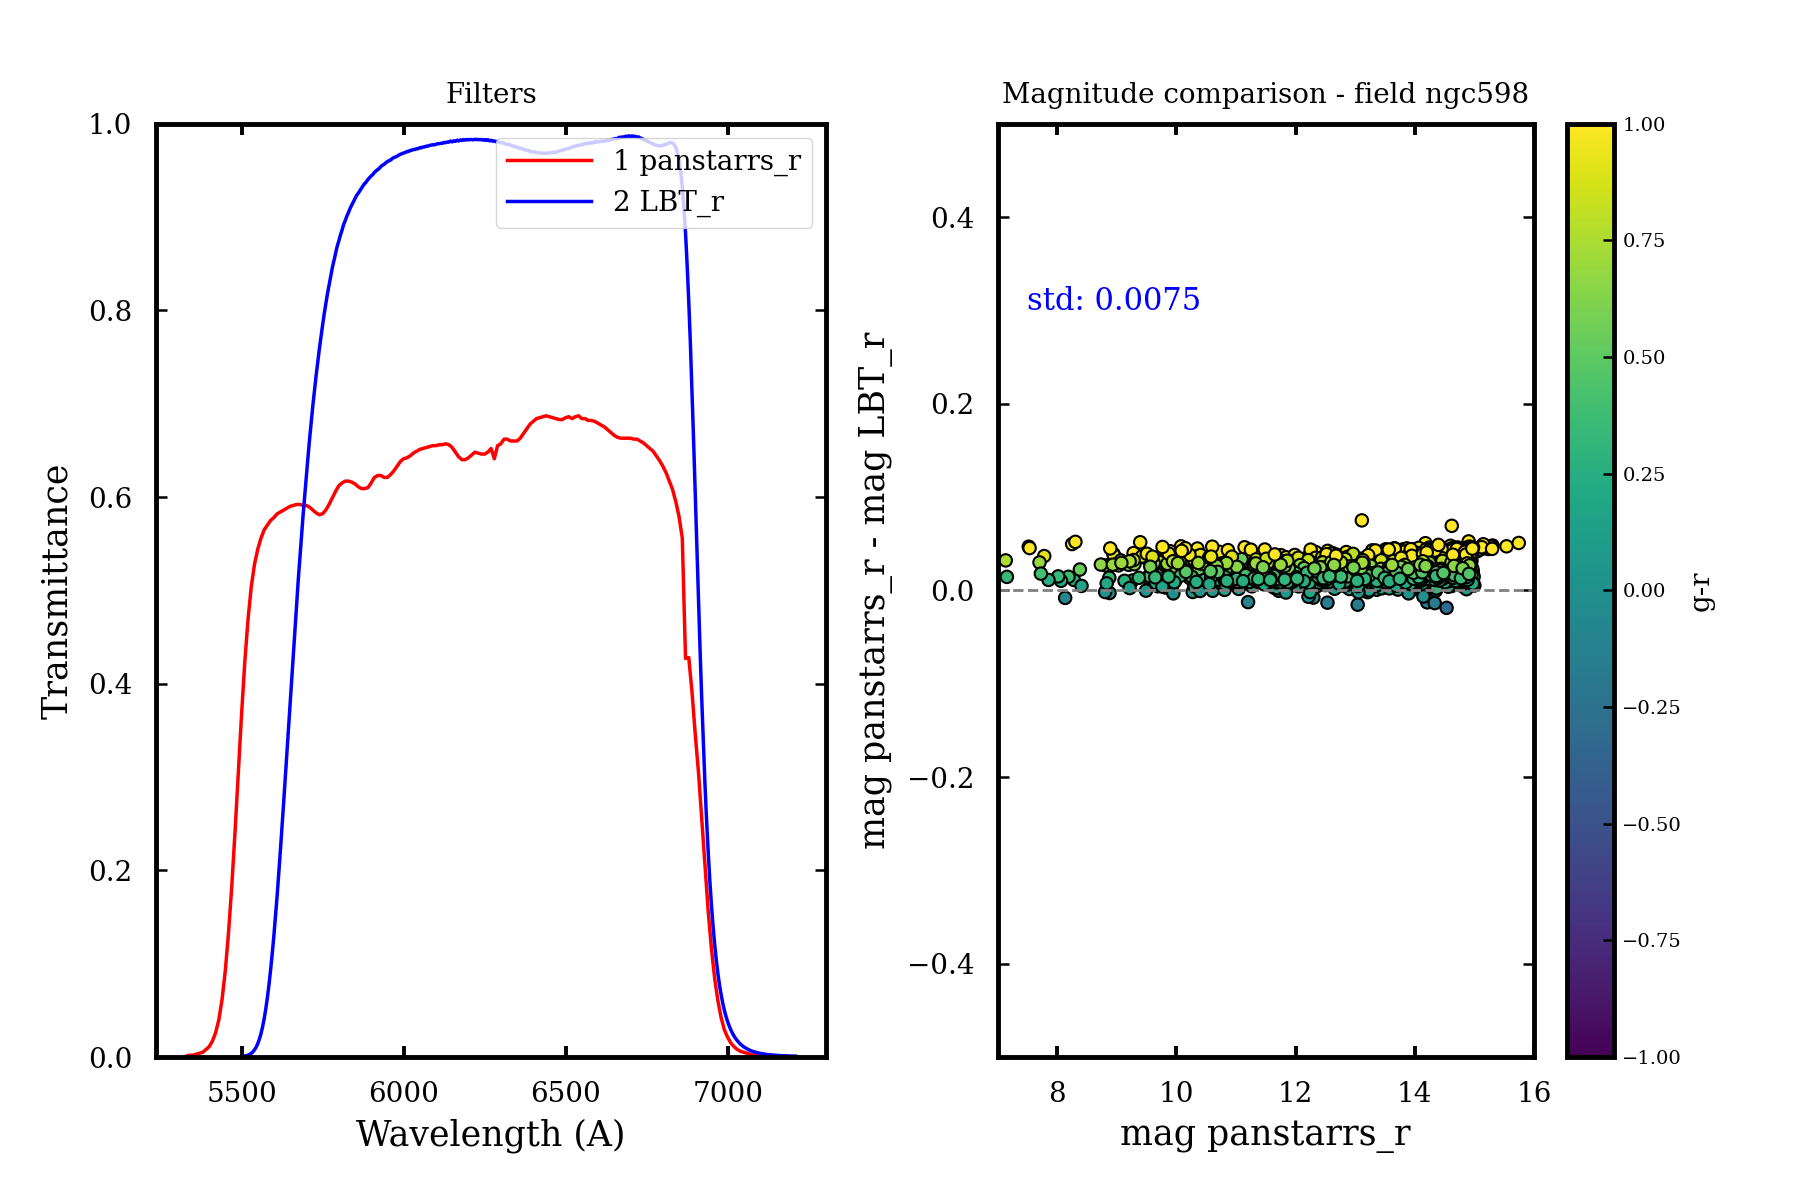 Filters
1.0
0.8
0.6
0.4
0.2
0.0
Transmittance
1 panstarrs_r
2 LBT_r
5500
6000
6500
7000
Wavelength (A)
Magnitude comparison - field ngc598
0.4
0.2
0.0
−0.2
−0.4
mag panstarrs_r - mag LBT_r
std: 0.0075
8
10
12
14
16
mag panstarrs_r
1.00
0.75
0.50
0.25
0.00
−0.25
−0.50
−0.75
−1.00
g-r